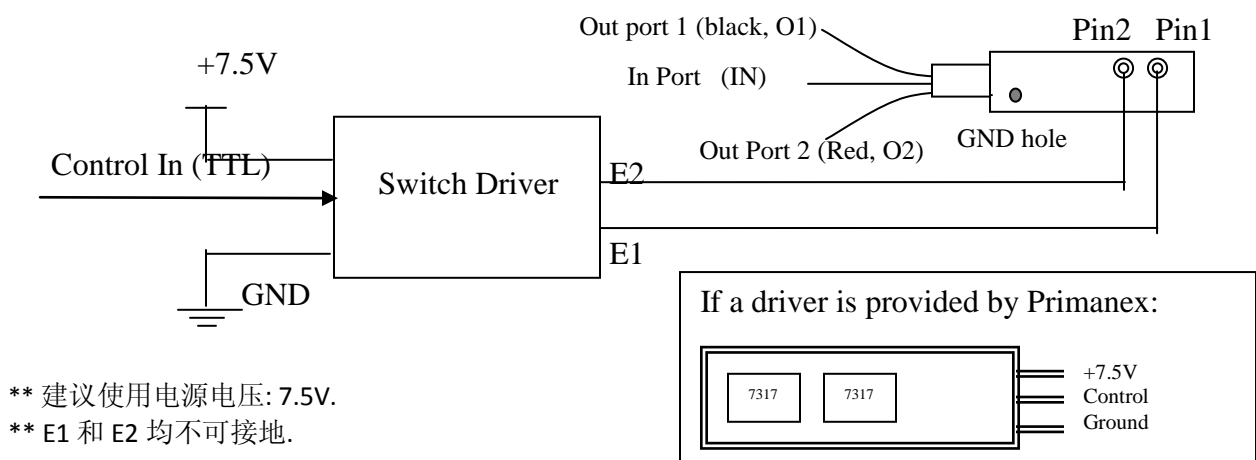 Out port 1 (black, O1)
Pin2 Pin1
+7.5V
In Port (IN)
GND hole
Out Port 2 (Red, O2)
Control In (TTL)
Switch Driver
E2
E1
GND
If a driver is provided by Primanex:
7317 7317
+7.5V
Control
Ground
** 建议使用电源电压: 7.5V.
** E1 和 E2 均不可接地.